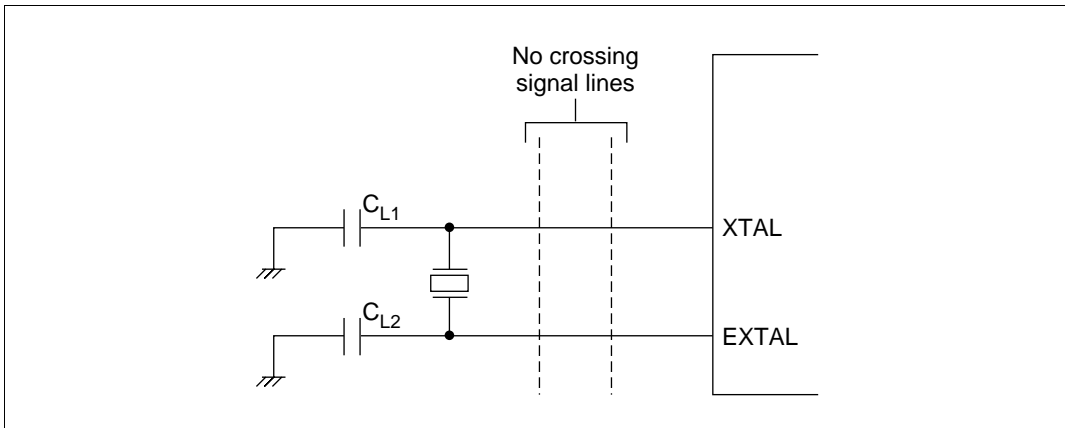 No crossing
signal lines
CL1
XTAL
CL2
EXTAL